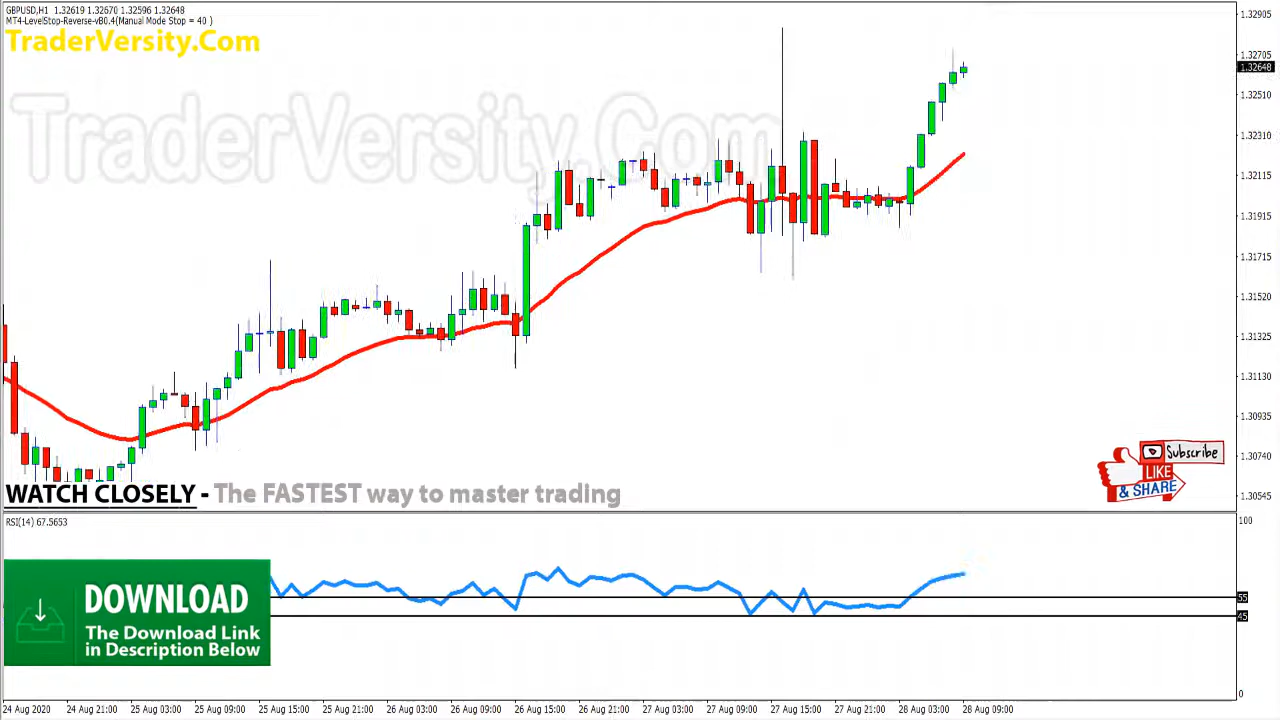 GBPUSD,H1 1.32619 1.32670 1.32596 1.32648
MT4-LevelStop-Reverse-vB0.4(Manual Mode Stop = 40 )
TraderVersity.Com
TraderVersity.Com
1.32905
1.32705
1.32648
1.32510
1.32310
1.32115
1.31915
1.31715
1.31520
1.31325
1.31130
1.30935
1.30740
1.30545
Subscribe
LIKE
& SHARE
WATCH CLOSELY - The FASTEST way to master trading
RSI(14) 67.5653
100
55
45
0
DOWNLOAD
The Download Link
in Description Below
24 Aug 2020 24 Aug 21:00 25 Aug 03:00 25 Aug 09:00 25 Aug 15:00 25 Aug 21:00 26 Aug 03:00 26 Aug 09:00 26 Aug 15:00 26 Aug 21:00 27 Aug 03:00 27 Aug 09:00 27 Aug 15:00 27 Aug 21:00 28 Aug 03:00 28 Aug 09:00